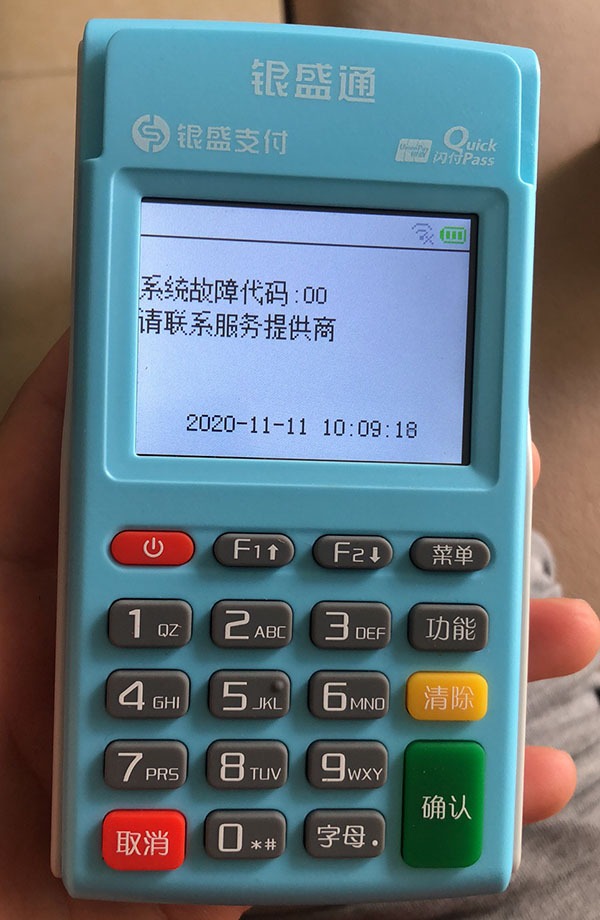 银盛通
银盛支付
Quick
闪付Pass
系统故障代码:00
请联系服务提供商
2020-11-11 10:09:18
F1↑ F2↓ 菜单
1 QZ 2 ABC 3 DEF 功能
4 GHI 5 JKL 6 MNO 清除
7 PRS 8 TUV 9 WXY
确认
取消 0 *# 字母.